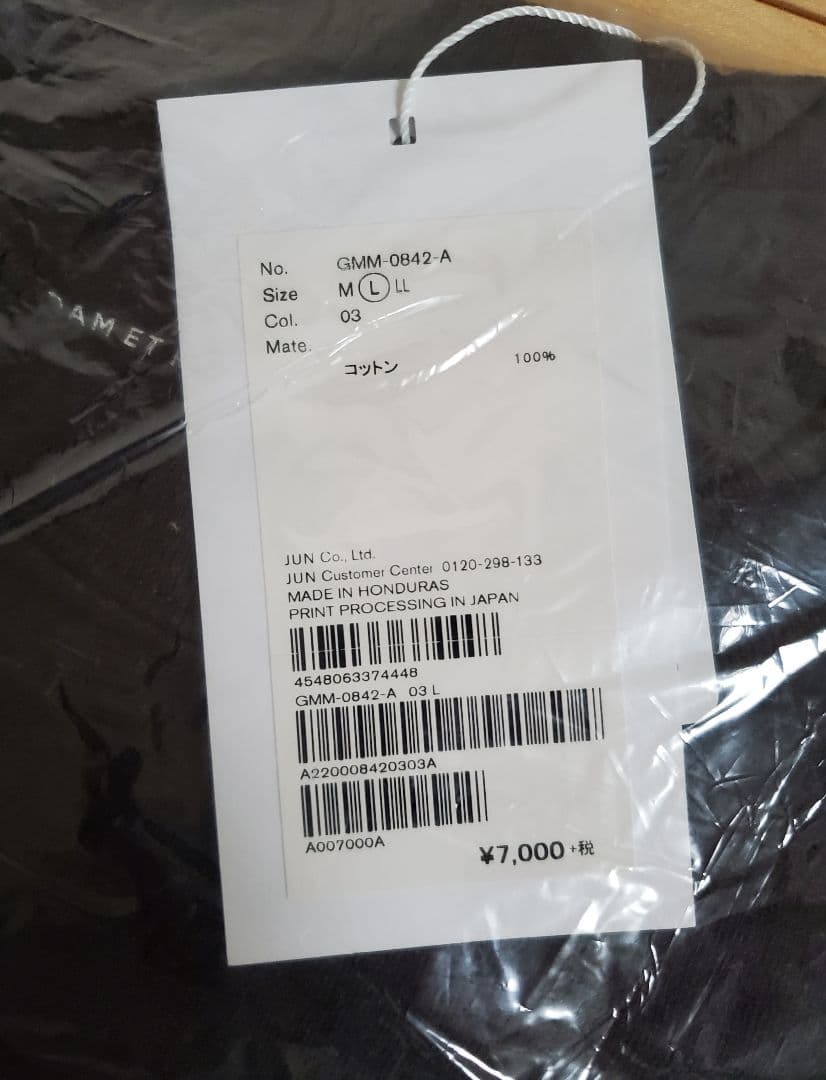 No. GMM-0842-A
Size M L LL
Col. 03
Mate.
コットン 100%
JUN Co., Ltd.
JUN Customer Center 0120-298-133
MADE IN HONDURAS
PRINT PROCESSING IN JAPAN
4548063374448
GMM-0842-A 03 L
A220008420303A
A007000A
¥7,000 +税